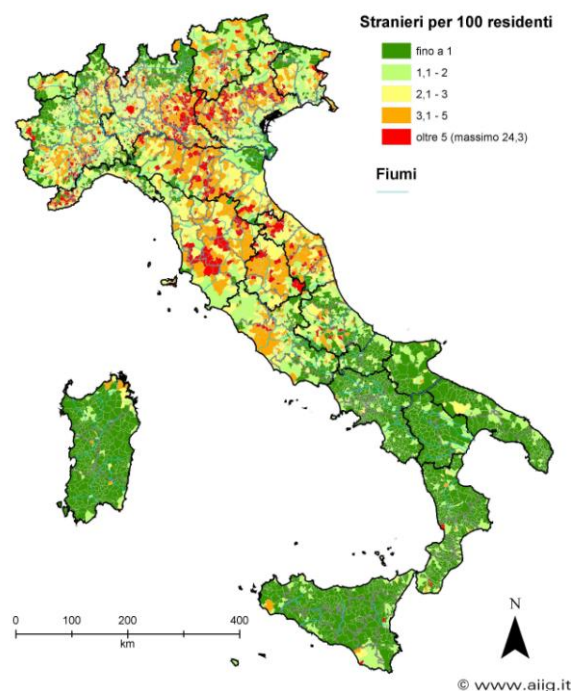 Stranieri per 100 residenti
fino a 1
1,1 - 2
2,1 - 3
3,1 - 5
oltre 5 (massimo 24,3)
Fiumi
0 100 200 400
km
N
© www.aiig.it